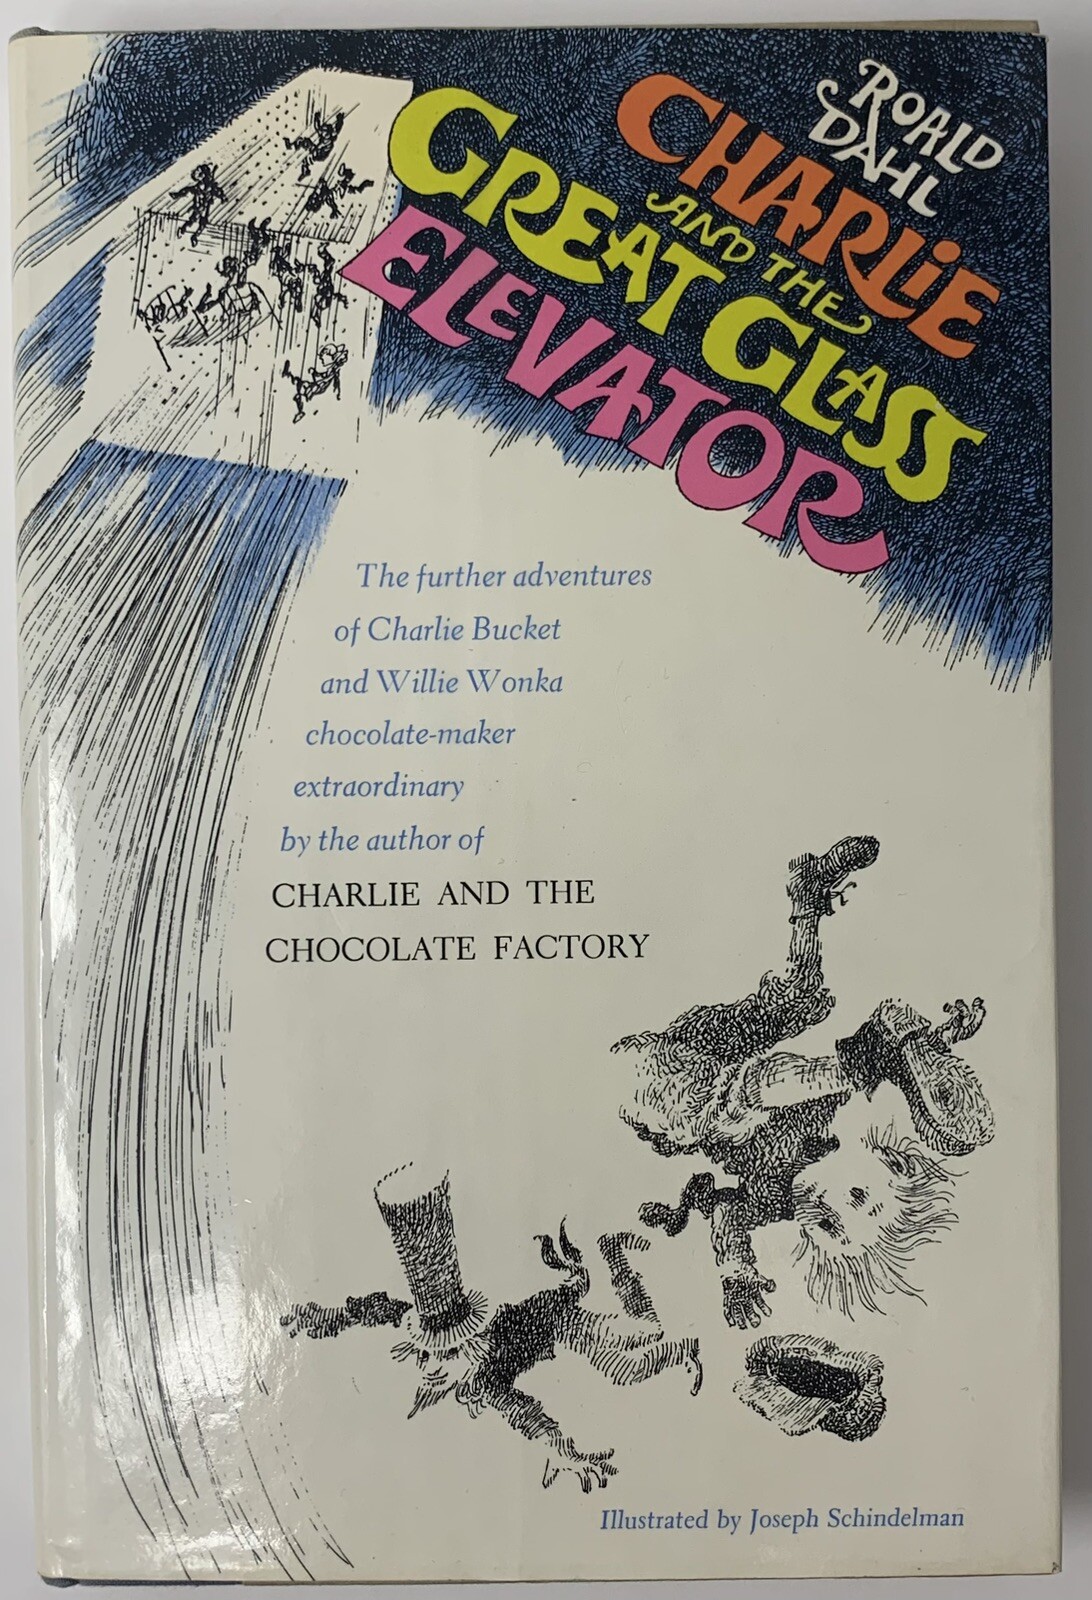 ROALD
DAHL
CHARLiE
AND THE
GREAT GLASS
ELEVATOR
The further adventures
of Charlie Bucket
and Willie Wonka
chocolate-maker
extraordinary
by the author of
CHARLIE AND THE
CHOCOLATE FACTORY
Illustrated by Joseph Schindelman